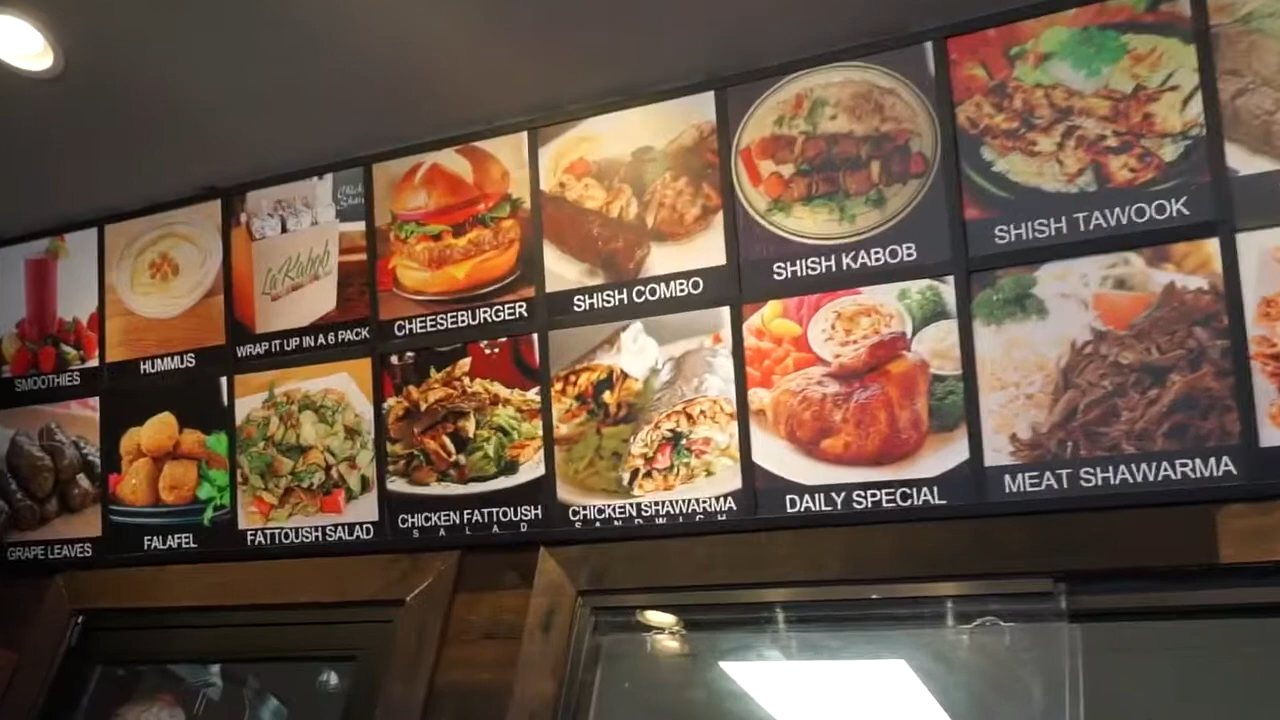 SMOOTHIES
HUMMUS
La Kabob
WRAP IT UP IN A 6 PACK
CHEESEBURGER
SHISH COMBO
SHISH KABOB
SHISH TAWOOK
GRAPE LEAVES
FALAFEL
FATTOUSH SALAD
CHICKEN FATTOUSH
SALAD
CHICKEN SHAWARMA
SANDWICH
DAILY SPECIAL
MEAT SHAWARMA